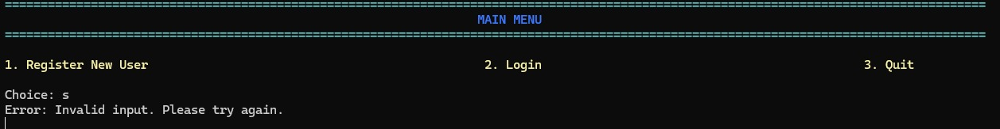 =========================================================================================================================================
MAIN MENU
=========================================================================================================================================
1. Register New User 2. Login 3. Quit
Choice: s
Error: Invalid input. Please try again.